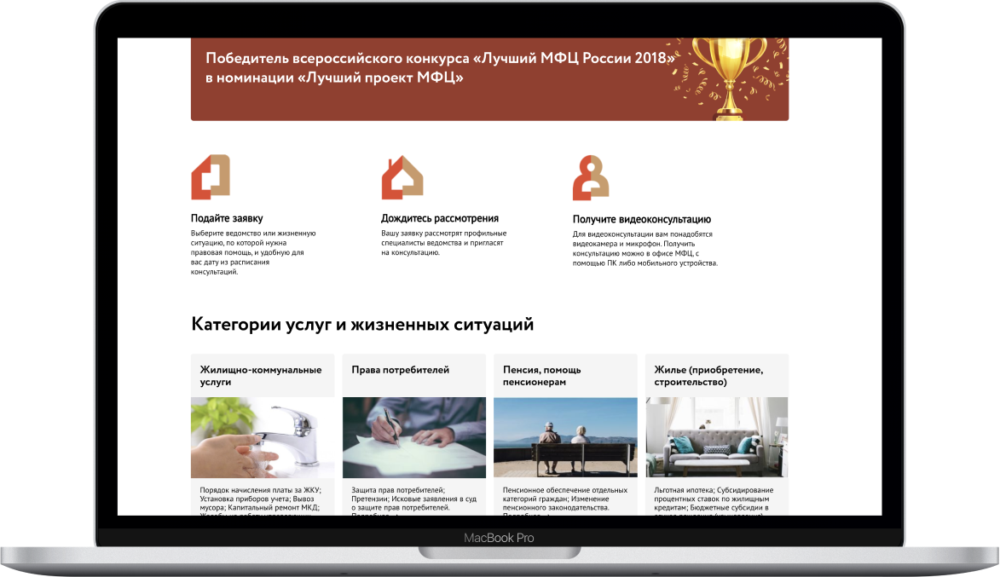 Победитель всероссийского конкурса «Лучший МФЦ России 2018»
в номинации «Лучший проект МФЦ»
Подайте заявку
Выберите ведомство или жизненную
ситуацию, по которой нужна
правовая помощь, и удобную для
вас дату из расписания
консультаций.
Дождитесь рассмотрения
Вашу заявку рассмотрят профильные
специалисты ведомства и пригласят
на консультацию.
Получите видеоконсультацию
Для видеоконсультации вам понадобятся
видеокамера и микрофон. Получить
консультацию можно в офисе МФЦ, с
помощью ПК либо мобильного устройства.
Категории услуг и жизненных ситуаций
Жилищно-коммунальные
услуги
Порядок начисления платы за ЖКУ;
Установка приборов учета; Вывоз
мусора; Капитальный ремонт МКД;
Права потребителей
Защита прав потребителей;
Претензии; Исковые заявления в суд
о защите прав потребителей.
Пенсия, помощь
пенсионерам
Пенсионное обеспечение отдельных
категорий граждан; Изменение
пенсионного законодательства.
Жилье (приобретение,
строительство)
Льготная ипотека; Субсидирование
процентных ставок по жилищным
кредитам; Бюджетные субсидии в
MacBook Pro